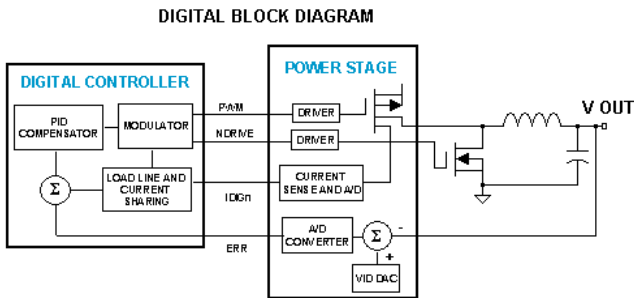 DIGITAL BLOCK DIAGRAM
DIGITAL CONTROLLER
PID
COMPENSATOR
MODULATOR
LOAD LINE AND
CURRENT
SHARING
Σ
PWM
NDRIVE
IDIGn
ERR
POWER STAGE
DRIVER
DRIVER
CURRENT
SENSE AND A/D
A/D
CONVERTER
Σ
-
+
VID DAC
V OUT